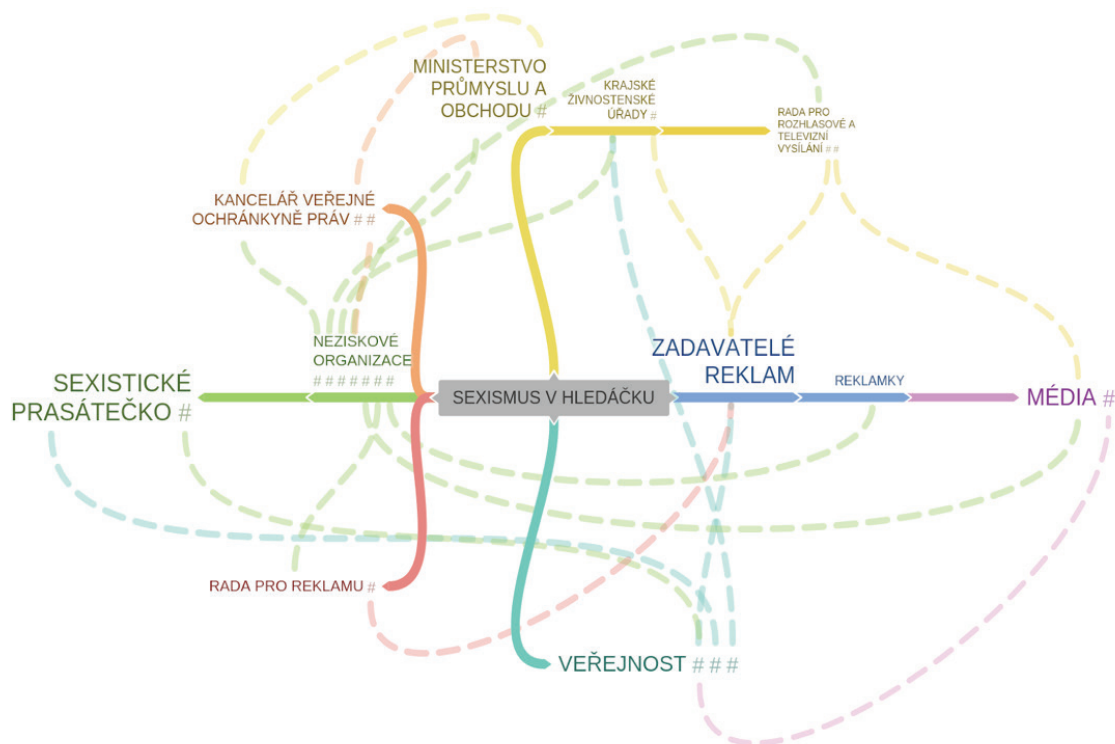 MINISTERSTVO
PRŮMYSLU A
OBCHODU #
KRAJSKÉ
ŽIVNOSTENSKÉ
ÚŘADY #
RADA PRO
ROZHLASOVÉ A
TELEVIZNÍ
VYSÍLÁNÍ # #
KANCELÁŘ VEŘEJNÉ
OCHRÁNKYNĚ PRÁV # #
NEZISKOVÉ
ORGANIZACE
# # # # # # #
SEXISTICKÉ
PRASÁTEČKO #
SEXISMUS V HLEDÁČKU
ZADAVATELÉ
REKLAM
REKLAMKY
MÉDIA #
RADA PRO REKLAMU #
VEŘEJNOST # # #